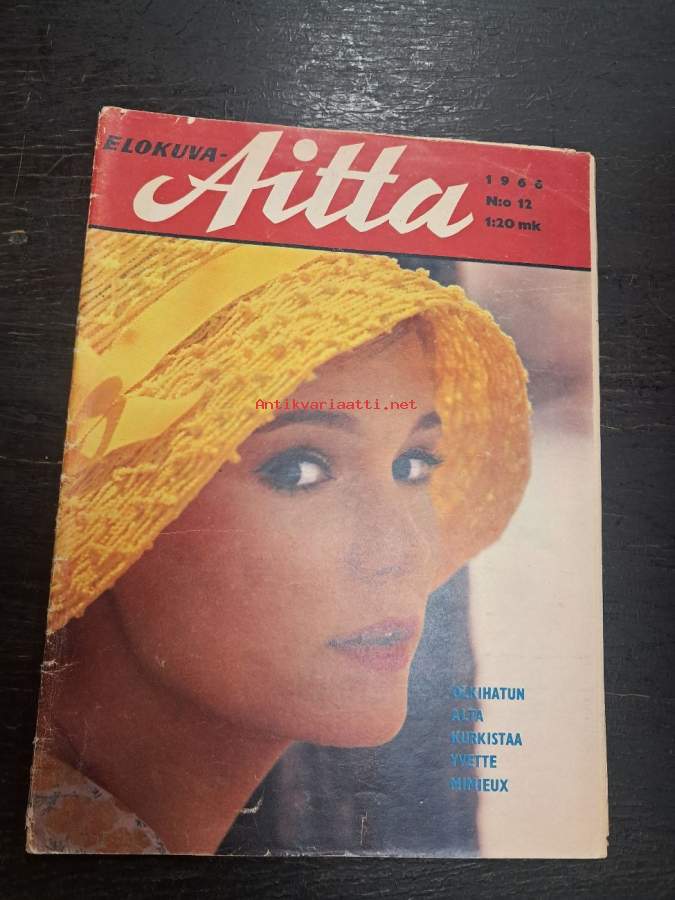 ELOKUVA-
Aitta
1966
N:o 12
1:20 mk
Antikvariaatti.net
OLKIHATUN
ALTA
KURKISTAA
YVETTE
MIMIEUX